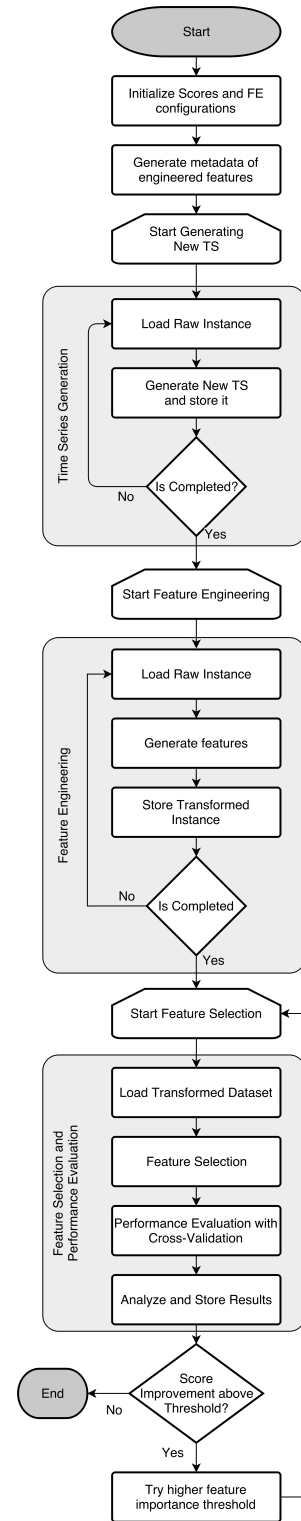 Start
Initialize Scores and FE
configurations
Generate metadata of
engineered features
Start Generating
New TS
Time Series Generation
Load Raw Instance
Generate New TS
and store it
Is Completed?
No
Yes
Start Feature Engineering
Feature Engineering
Load Raw Instance
Generate features
Store Transformed
Instance
Is Completed
No
Yes
Start Feature Selection
Feature Selection and
Performance Evaluation
Load Transformed Dataset
Feature Selection
Performance Evaluation with
Cross-Validation
Analyze and Store Results
Score
Improvement above
Threshold?
End
No
Yes
Try higher feature
importance threshold